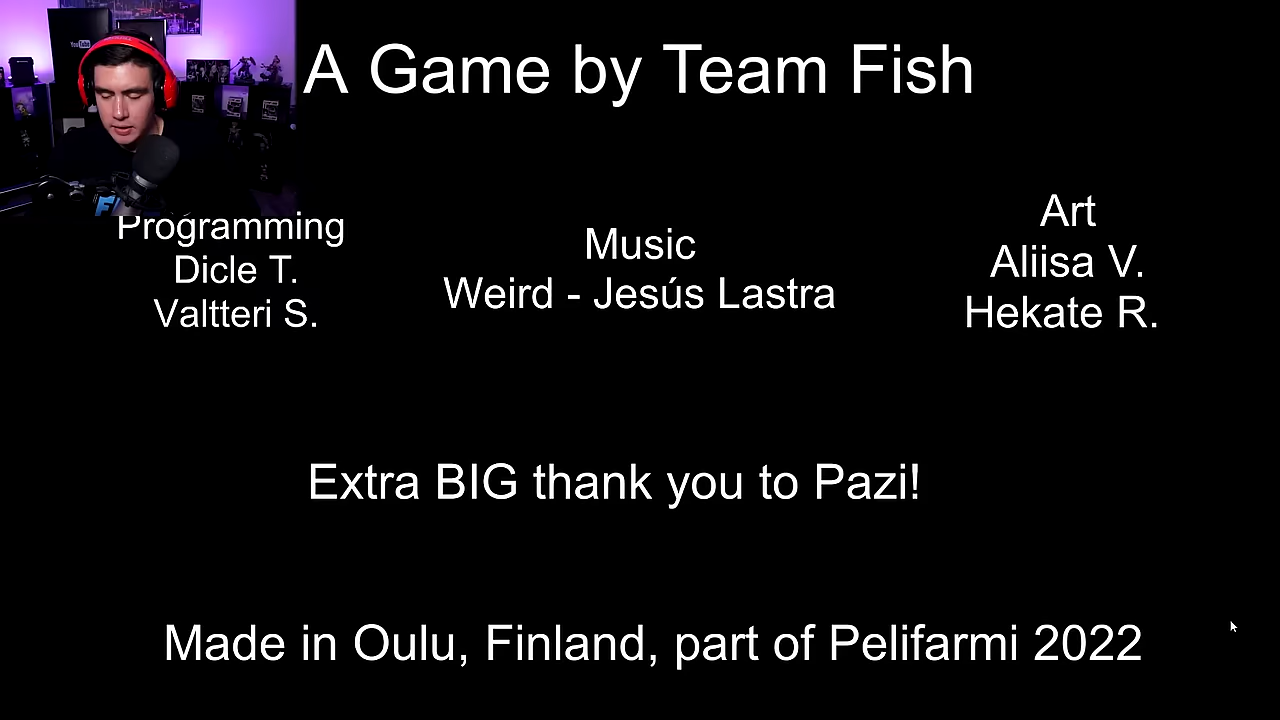 A Game by Team Fish
YouTube
Programming
Dicle T.
Valtteri S.
Music
Weird - Jesús Lastra
Art
Aliisa V.
Hekate R.
Extra BIG thank you to Pazi!
Made in Oulu, Finland, part of Pelifarmi 2022